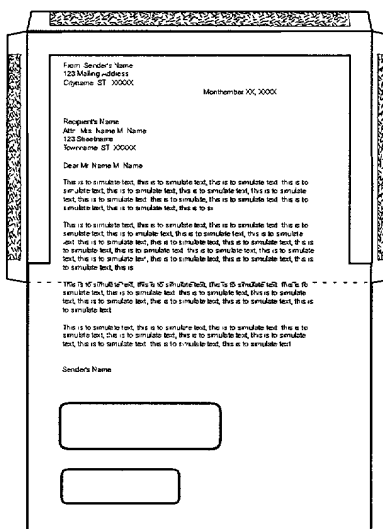 From Sender's Name
123 Mailing Address
Cityname ST XXXXX
Monthember XX, XXXX
Recipient's Name
Attn Mrs. Name M. Name
123 Streetname
Townname ST XXXXX
Dear Mr Name M Name
This is to simulate text, this is to simulate text, this is to simulate text this is to
simulate text, this is to simulate text this is to simulate text, this is to simulate
text, this is to simulate text this is to simulate text, this is to simulate text this is to
simulate text, this is to simulate text, this is to si
This is to simulate text, this is to simulate text, this is to simulate text this is to
simulate text this is to simulate text, this is to simulate text, this is to simulate
text this is to simulate text, this is to simulate text, this is to simulate text, this is
to simulate text, this is to simulate text this is to simulate text, this is to simulate
text, this is to simulate text, this is to simulate text, this is to simulate text, this is
to simulate text, this is
This is to simulate text, this is to simulate text, this is to simulate text this is to
simulate text, this is to simulate text this is to simulate text, this is to simulate
text, this is to simulate text this is to simulate text, this is to simulate text, this is
to simulate text
This is to simulate text, this is to simulate text, this is to simulate text this is to
simulate text, this is to simulate text this is to simulate text, this is to simulate
text, this is to simulate text this is to simulate text, this is to simulate text
Sender's Name